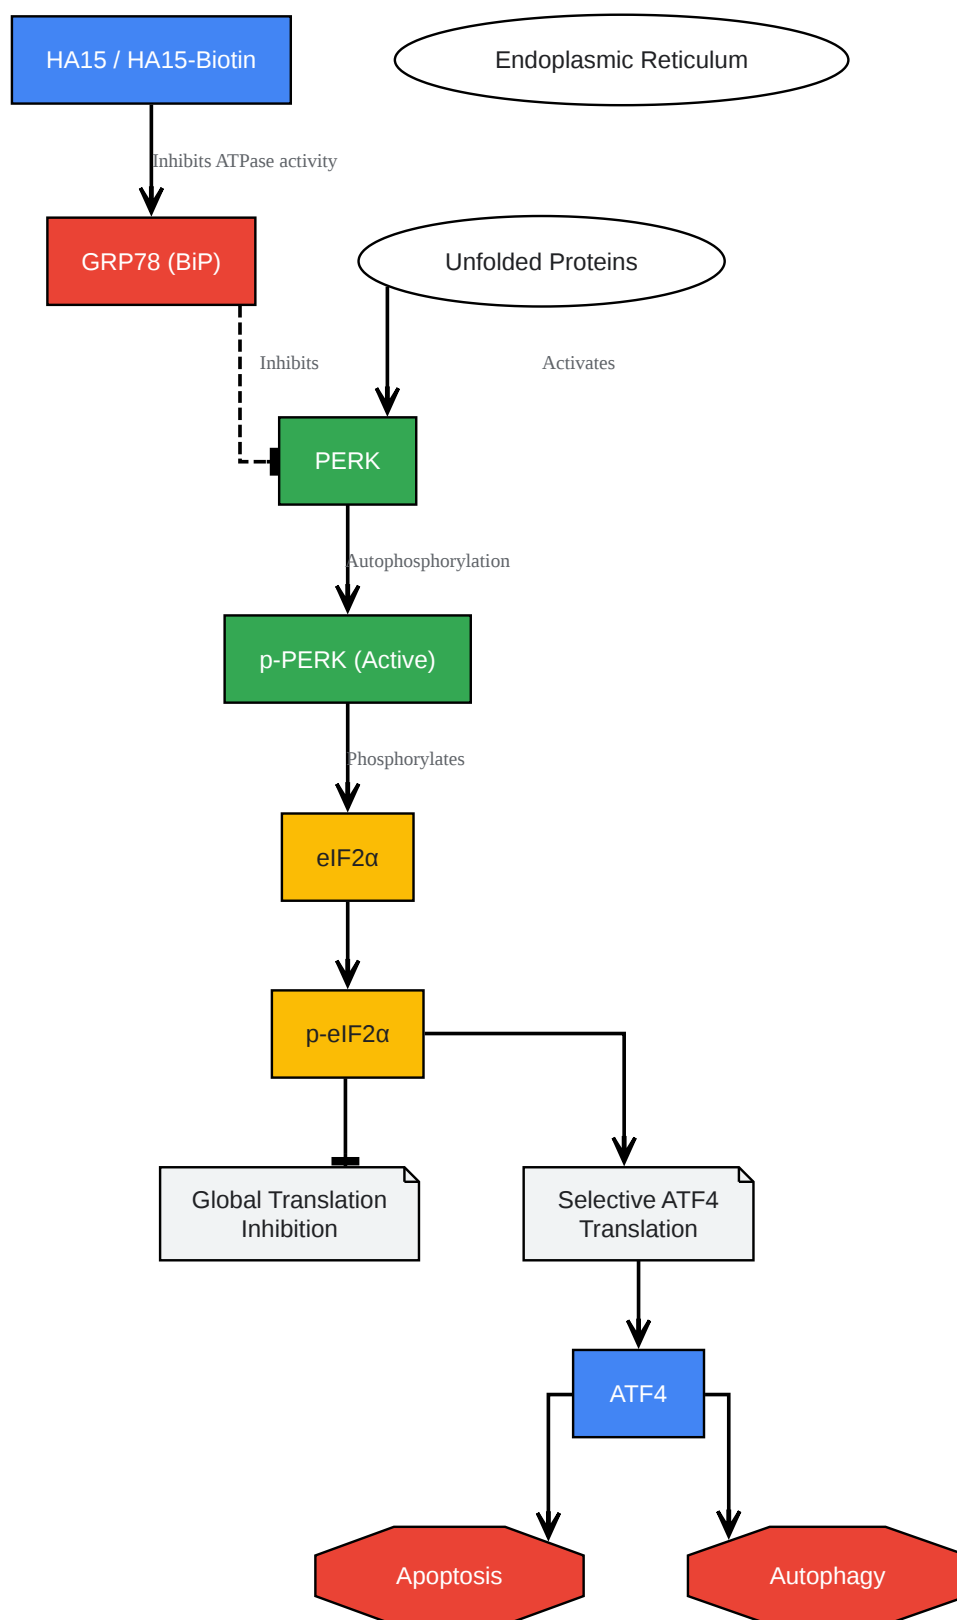 HA15 / HA15-Biotin
Endoplasmic Reticulum
Inhibits ATPase activity
GRP78 (BiP)
Unfolded Proteins
Inhibits
Activates
PERK
Autophosphorylation
p-PERK (Active)
Phosphorylates
eIF2α
p-eIF2α
Global Translation
Inhibition
Selective ATF4
Translation
ATF4
Apoptosis
Autophagy